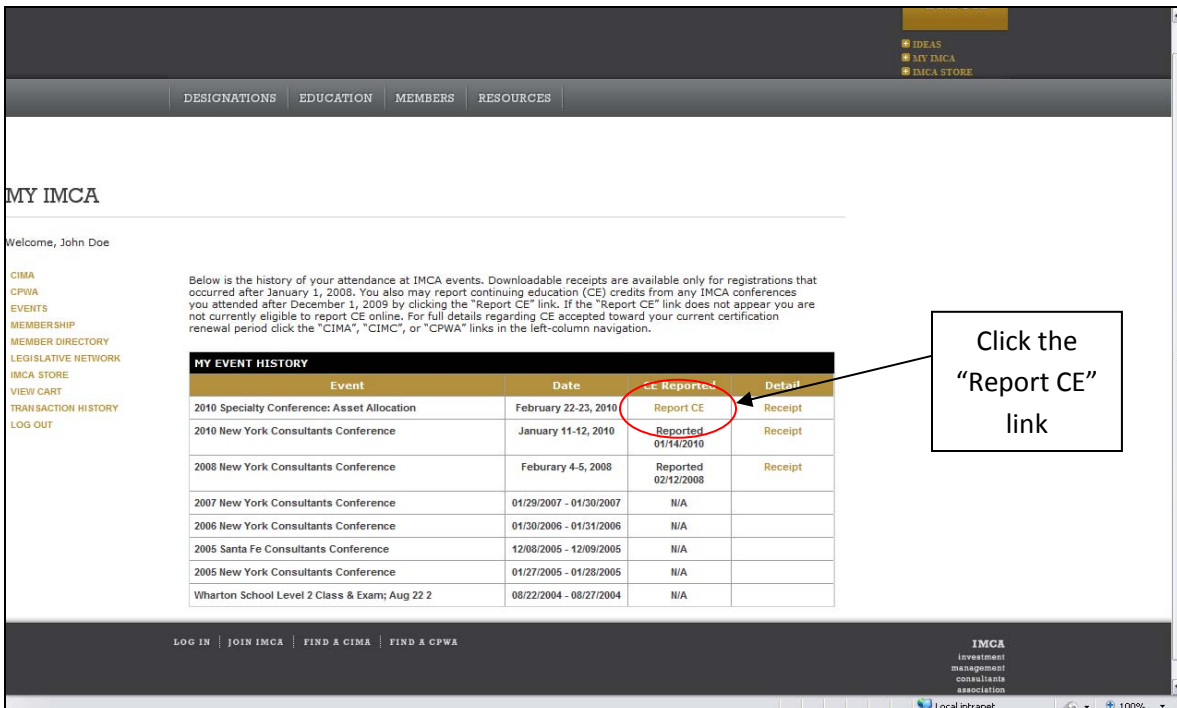 IDEAS
MY IMCA
IMCA STORE
DESIGNATIONS EDUCATION MEMBERS RESOURCES
MY IMCA
Welcome, John Doe
CIMA
CPWA
EVENTS
MEMBERSHIP
MEMBER DIRECTORY
LEGISLATIVE NETWORK
IMCA STORE
VIEW CART
TRANSACTION HISTORY
LOG OUT
Below is the history of your attendance at IMCA events. Downloadable receipts are available only for registrations that
occurred after January 1, 2008. You also may report continuing education (CE) credits from any IMCA conferences
you attended after December 1, 2009 by clicking the "Report CE" link. If the "Report CE" link does not appear you are
not currently eligible to report CE online. For full details regarding CE accepted toward your current certification
renewal period click the "CIMA", "CIMC", or "CPWA" links in the left-column navigation.
MY EVENT HISTORY
Event Date CE Reported Detail
2010 Specialty Conference: Asset Allocation February 22-23, 2010 Report CE Receipt
2010 New York Consultants Conference January 11-12, 2010 Reported Receipt
01/14/2010
2008 New York Consultants Conference Feburary 4-5, 2008 Reported Receipt
02/12/2008
2007 New York Consultants Conference 01/29/2007 - 01/30/2007 N/A
2006 New York Consultants Conference 01/30/2006 - 01/31/2006 N/A
2005 Santa Fe Consultants Conference 12/08/2005 - 12/09/2005 N/A
2005 New York Consultants Conference 01/27/2005 - 01/28/2005 N/A
Wharton School Level 2 Class & Exam; Aug 22 2 08/22/2004 - 08/27/2004 N/A
Click the
“Report CE”
link
LOG IN JOIN IMCA FIND A CIMA FIND A CPWA
IMCA
investment
management
consultants
association
Local intranet 100%